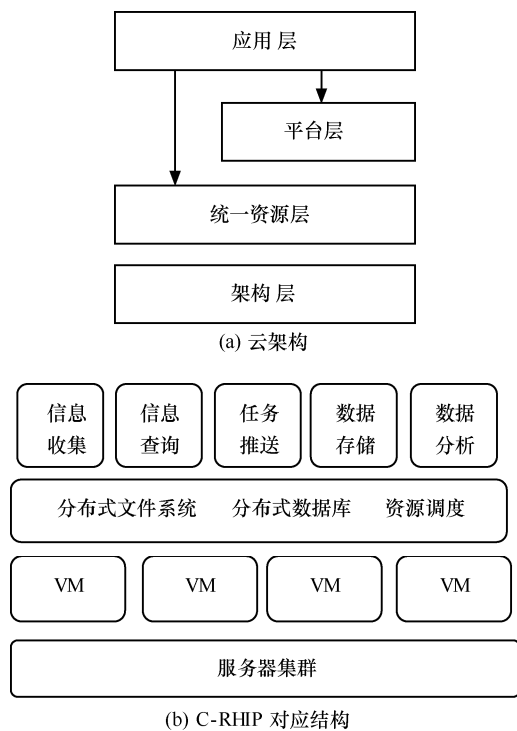 应用层
平台层
统一资源层
架构层
(a) 云架构
信息 信息 任务 数据 数据
收集 查询 推送 存储 分析
分布式文件系统 分布式数据库 资源调度
VM VM VM VM
服务器集群
(b) C-RHIP 对应结构